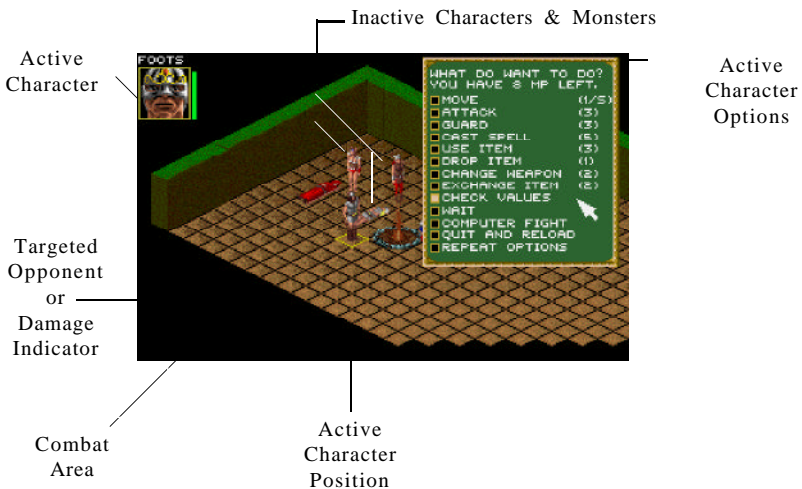 Inactive Characters & Monsters
Active
Character
FOOTS
WHAT DO WANT TO DO?
YOU HAVE 8 MP LEFT.
MOVE (1/S)
ATTACK (3)
GUARD (3)
CAST SPELL (5)
USE ITEM (3)
DROP ITEM (1)
CHANGE WEAPON (2)
EXCHANGE ITEM (2)
CHECK VALUES
WAIT
COMPUTER FIGHT
QUIT AND RELOAD
REPEAT OPTIONS
Active
Character
Options
Targeted
Opponent
or
Damage
Indicator
Combat
Area
Active
Character
Position